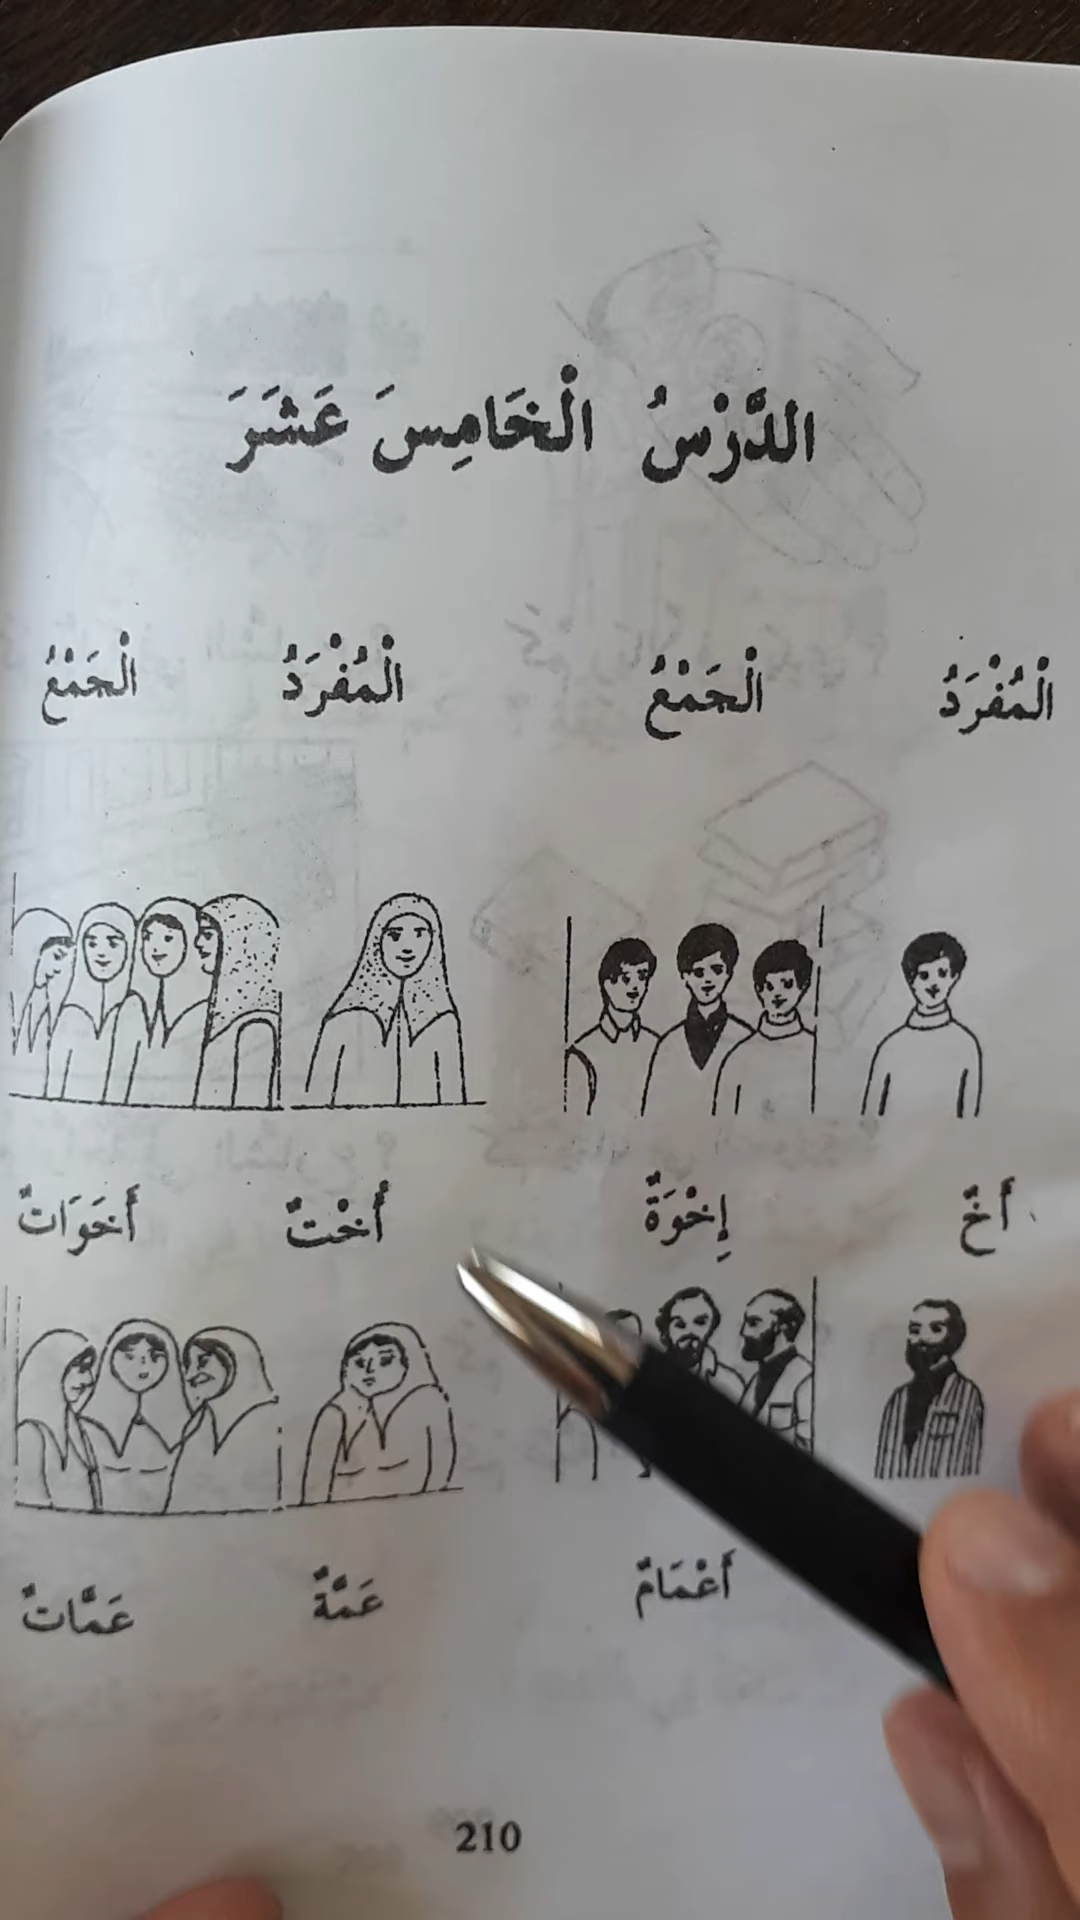 الدَّرْسُ الْخَامِسَ عَشَرَ
الْمُفْرَدُ الْجَمْعُ الْمُفْرَدُ الْجَمْعُ
أَخٌ إِخْوَةٌ أُخْتٌ أَخَوَاتٌ
أَعْمَامٌ عَمَّةٌ عَمَّاتٌ
210